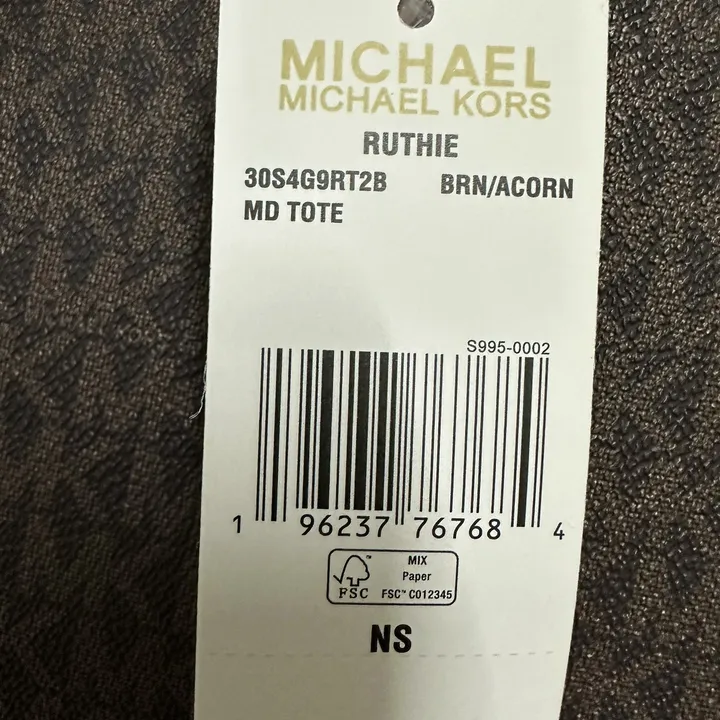 MICHAEL
MICHAEL KORS
RUTHIE
30S4G9RT2B BRN/ACORN
MD TOTE
S995-0002
1 96237 76768 4
FSC™ MIX
Paper
FSC™ C012345
NS